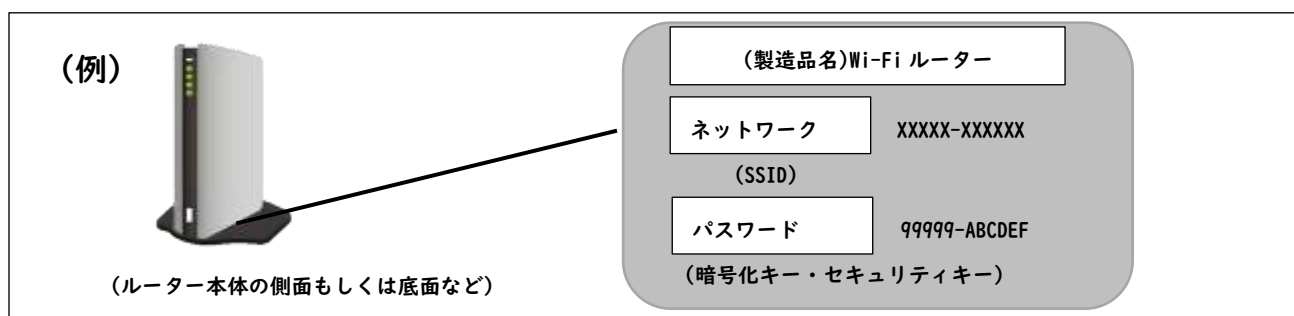 (例)
(製造品名)Wi-Fi ルーター
ネットワーク XXXXX-XXXXXX
(SSID)
パスワード 99999-ABCDEF
(暗号化キー・セキュリティキー)
(ルーター本体の側面もしくは底面など)